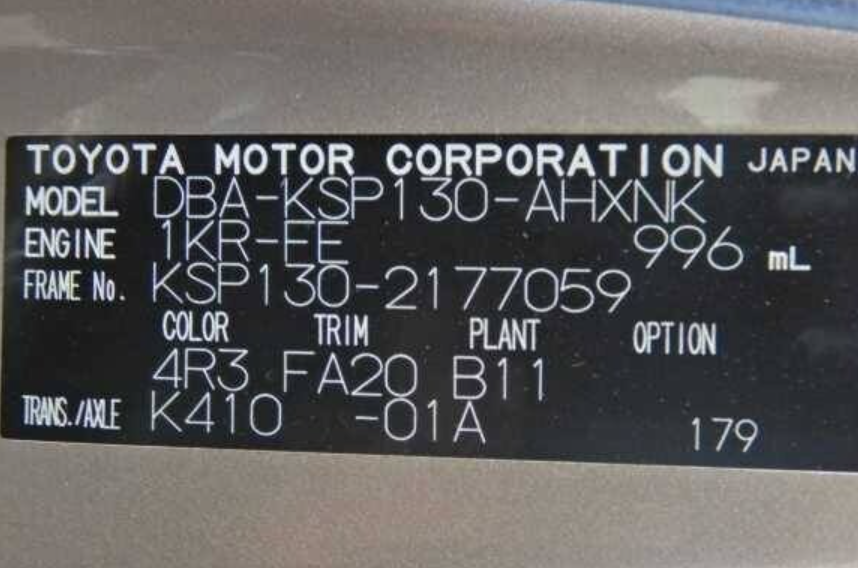 TOYOTA MOTOR CORPORATION JAPAN
MODEL DBA-KSP130-AHXNK
ENGINE 1KR-FE 996 mL
FRAME No. KSP130-2177059
COLOR TRIM PLANT OPTION
4R3 FA20 B11
TRANS./AXLE K410 -01A 179